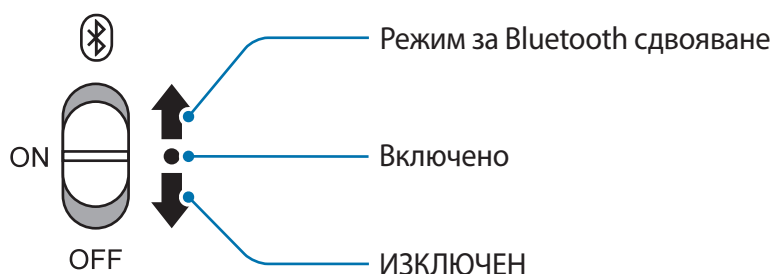 Режим за Bluetooth сдвояване
ON
Включено
OFF
ИЗКЛЮЧЕН